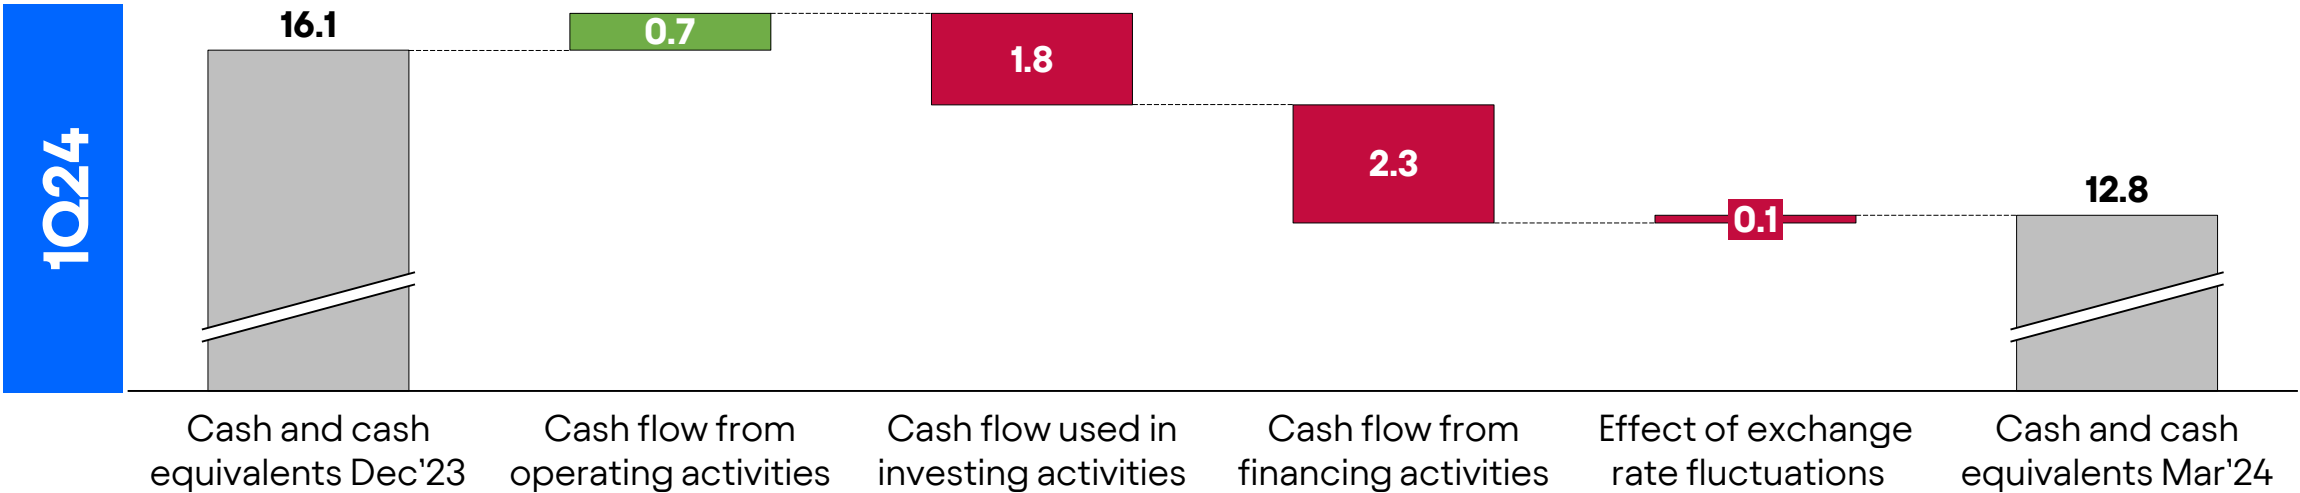 1Q24
16.1
0.7
1.8
2.3
0.1
12.8
Cash and cash
equivalents Dec'23
Cash flow from
operating activities
Cash flow used in
investing activities
Cash flow from
financing activities
Effect of exchange
rate fluctuations
Cash and cash
equivalents Mar'24